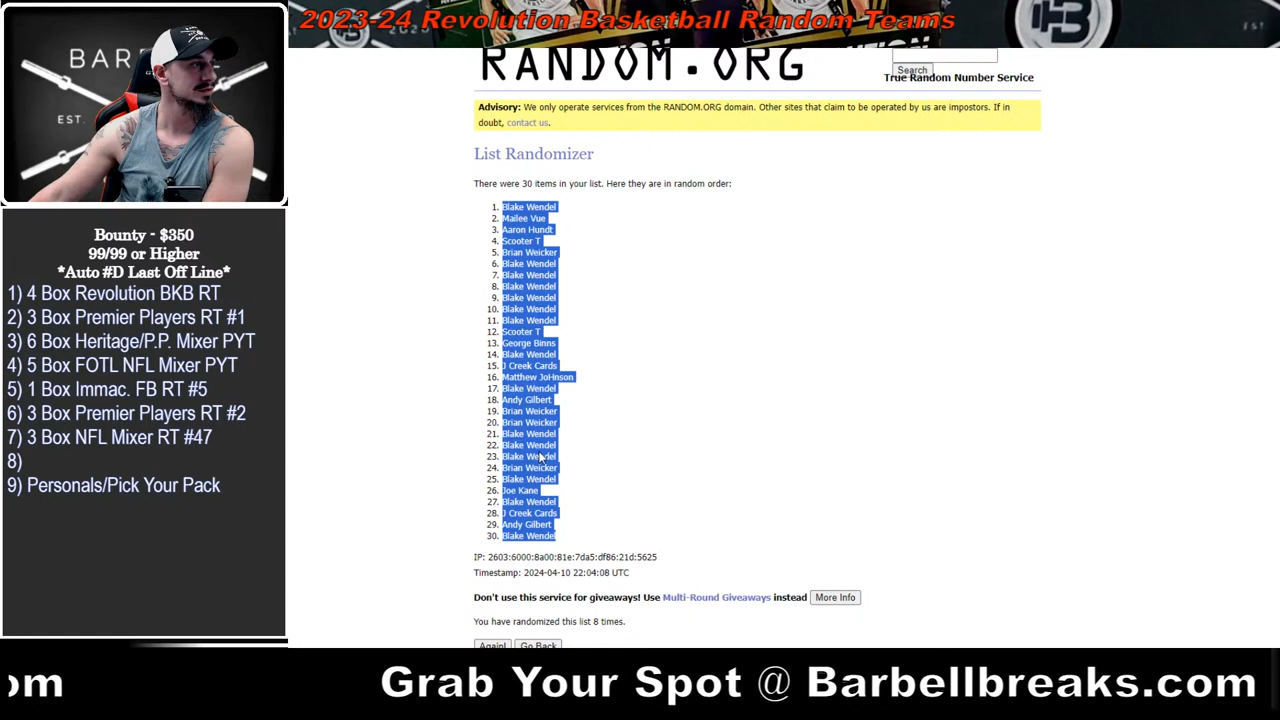 2023-24 Revolution Basketball Random Teams
BAR
EST.
RANDOM.ORG
Search
True Random Number Service
Advisory: We only operate services from the RANDOM.ORG domain. Other sites that claim to be operated by us are impostors. If in
doubt, contact us.
List Randomizer
There were 30 items in your list. Here they are in random order:
1. Blake Wendel
2. Mailee Vue
3. Aaron Hundt
4. Scooter T
5. Brian Weicker
6. Blake Wendel
7. Blake Wendel
8. Blake Wendel
9. Blake Wendel
10. Blake Wendel
11. Blake Wendel
12. Scooter T
13. George Binns
14. Blake Wendel
15. J Creek Cards
16. Matthew JoHnson
17. Blake Wendel
18. Andy Gilbert
19. Brian Weicker
20. Brian Weicker
21. Blake Wendel
22. Blake Wendel
23. Blake Wendel
24. Brian Weicker
25. Blake Wendel
26. Joe Kane
27. Blake Wendel
28. J Creek Cards
29. Andy Gilbert
30. Blake Wendel
IP: 2603:6000:8a00:81e:7da5:df86:21d:5625
Timestamp: 2024-04-10 22:04:08 UTC
Don't use this service for giveaways! Use Multi-Round Giveaways instead More Info
You have randomized this list 8 times.
Again! Go Back
Bounty - $350
99/99 or Higher
*Auto #D Last Off Line*
1) 4 Box Revolution BKB RT
2) 3 Box Premier Players RT #1
3) 6 Box Heritage/P.P. Mixer PYT
4) 5 Box FOTL NFL Mixer PYT
5) 1 Box Immac. FB RT #5
6) 3 Box Premier Players RT #2
7) 3 Box NFL Mixer RT #47
8)
9) Personals/Pick Your Pack
om Grab Your Spot @ Barbellbreaks.com